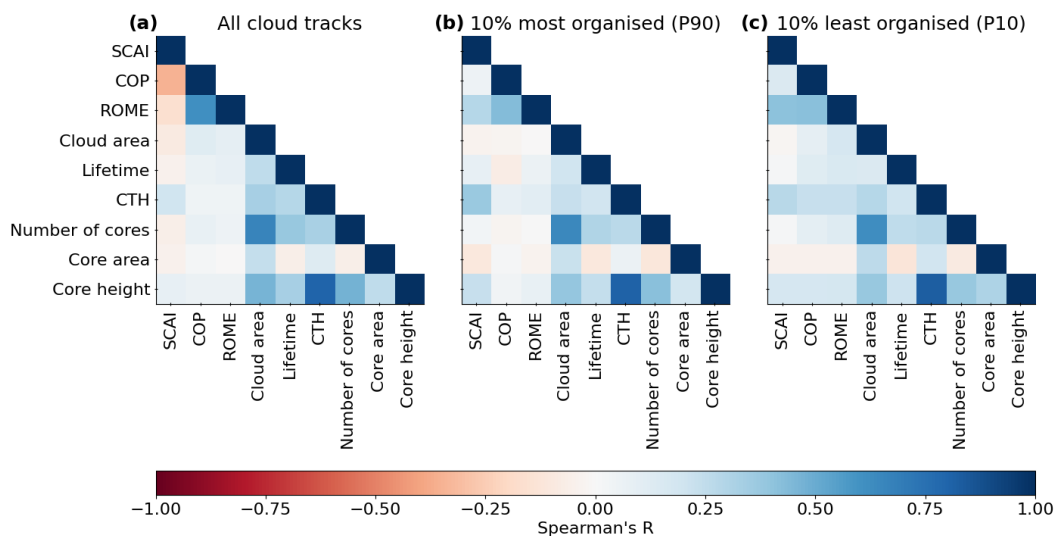 (a) All cloud tracks
(b) 10% most organised (P90)
(c) 10% least organised (P10)
SCAI
COP
ROME
Cloud area
Lifetime
CTH
Number of cores
Core area
Core height
SCAI
COP
ROME
Cloud area
Lifetime
CTH
Number of cores
Core area
Core height
SCAI
COP
ROME
Cloud area
Lifetime
CTH
Number of cores
Core area
Core height
SCAI
COP
ROME
Cloud area
Lifetime
CTH
Number of cores
Core area
Core height
−1.00 −0.75 −0.50 −0.25 0.00 0.25 0.50 0.75 1.00
Spearman's R